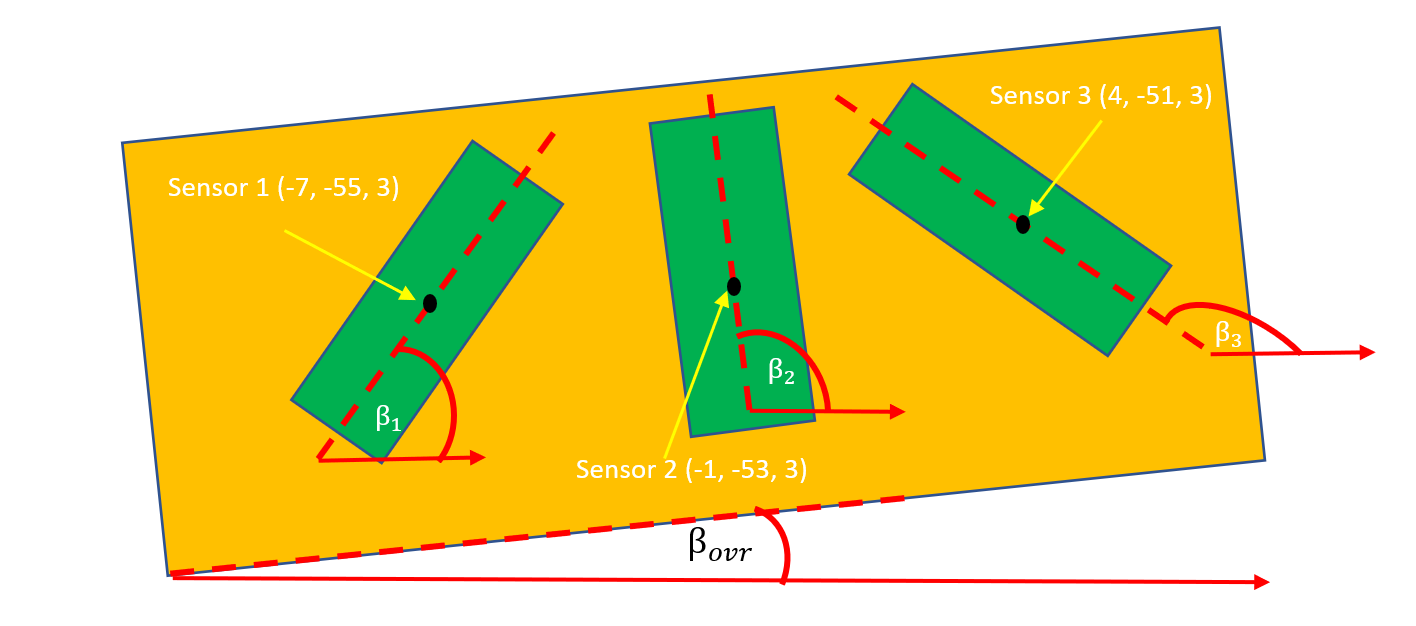 Sensor 3 (4, -51, 3)
Sensor 1 (-7, -55, 3)
β₃
β₂
β₁
Sensor 2 (-1, -53, 3)
βₒᵥᵣ